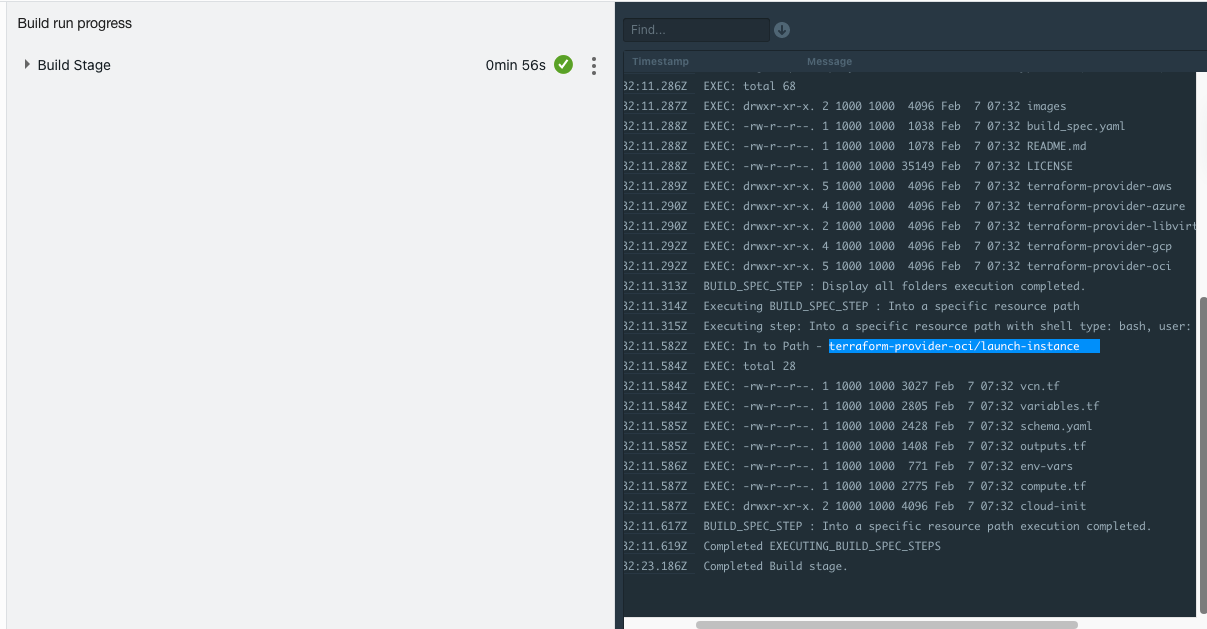 Build run progress
Build Stage
0min 56s
Find...
Timestamp Message
32:11.286Z EXEC: total 68
32:11.287Z EXEC: drwxr-xr-x. 2 1000 1000  4096 Feb  7 07:32 images
32:11.288Z EXEC: -rw-r--r--. 1 1000 1000  1038 Feb  7 07:32 build_spec.yaml
32:11.288Z EXEC: -rw-r--r--. 1 1000 1000  1078 Feb  7 07:32 README.md
32:11.288Z EXEC: -rw-r--r--. 1 1000 1000 35149 Feb  7 07:32 LICENSE
32:11.289Z EXEC: drwxr-xr-x. 5 1000 1000  4096 Feb  7 07:32 terraform-provider-aws
32:11.290Z EXEC: drwxr-xr-x. 4 1000 1000  4096 Feb  7 07:32 terraform-provider-azure
32:11.290Z EXEC: drwxr-xr-x. 2 1000 1000  4096 Feb  7 07:32 terraform-provider-libvirt
32:11.292Z EXEC: drwxr-xr-x. 4 1000 1000  4096 Feb  7 07:32 terraform-provider-gcp
32:11.292Z EXEC: drwxr-xr-x. 5 1000 1000  4096 Feb  7 07:32 terraform-provider-oci
32:11.313Z BUILD_SPEC_STEP : Display all folders execution completed.
32:11.314Z Executing BUILD_SPEC_STEP : Into a specific resource path
32:11.315Z Executing step: Into a specific resource path with shell type: bash, user:
32:11.582Z EXEC: In to Path - terraform-provider-oci/launch-instance
32:11.584Z EXEC: total 28
32:11.584Z EXEC: -rw-r--r--. 1 1000 1000 3027 Feb  7 07:32 vcn.tf
32:11.584Z EXEC: -rw-r--r--. 1 1000 1000 2805 Feb  7 07:32 variables.tf
32:11.585Z EXEC: -rw-r--r--. 1 1000 1000 2428 Feb  7 07:32 schema.yaml
32:11.585Z EXEC: -rw-r--r--. 1 1000 1000 1408 Feb  7 07:32 outputs.tf
32:11.586Z EXEC: -rw-r--r--. 1 1000 1000  771 Feb  7 07:32 env-vars
32:11.587Z EXEC: -rw-r--r--. 1 1000 1000 2775 Feb  7 07:32 compute.tf
32:11.587Z EXEC: drwxr-xr-x. 2 1000 1000 4096 Feb  7 07:32 cloud-init
32:11.617Z BUILD_SPEC_STEP : Into a specific resource path execution completed.
32:11.619Z Completed EXECUTING_BUILD_SPEC_STEPS
32:23.186Z Completed Build stage.